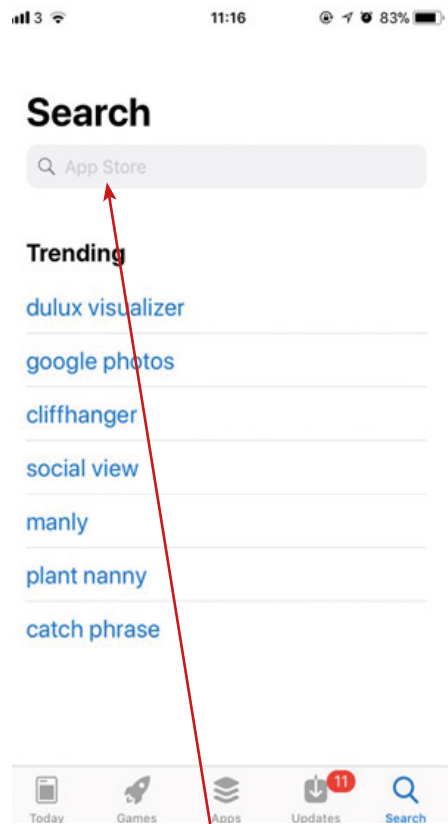 3 11:16 83%
Search
App Store
Trending
dulux visualizer
google photos
cliffhanger
social view
manly
plant nanny
catch phrase
11
Today Games Apps Updates Search